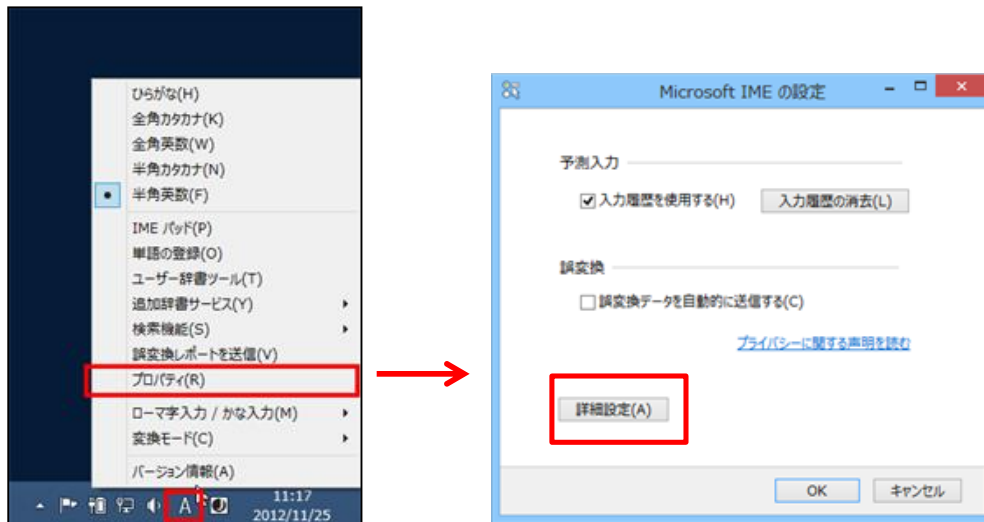 ひらがな(H)
全角カタカナ(K)
全角英数(W)
半角カタカナ(N)
半角英数(F)
IME パッド(P)
単語の登録(O)
ユーザー辞書ツール(T)
追加辞書サービス(Y)
検索機能(S)
誤変換レポートを送信(V)
プロパティ(R)
ローマ字入力 / かな入力(M)
変換モード(C)
バージョン情報(A)
A
11:17
2012/11/25
Microsoft IME の設定
予測入力
入力履歴を使用する(H)
入力履歴の消去(L)
誤変換
誤変換データを自動的に送信する(C)
プライバシーに関する声明を読む
詳細設定(A)
OK
キャンセル